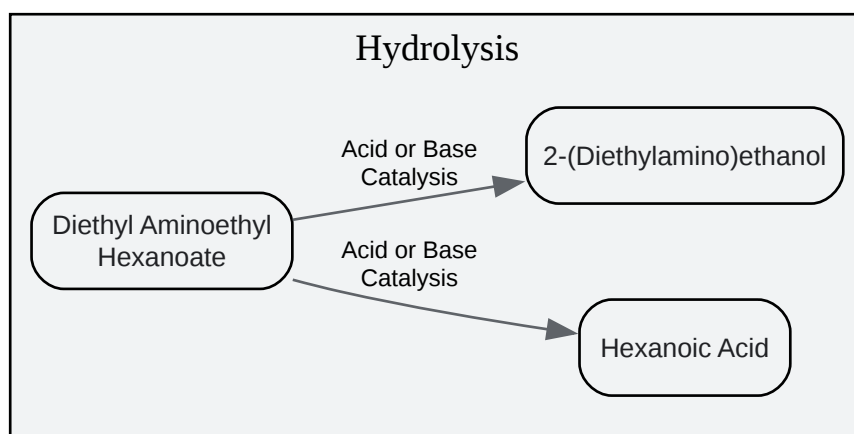 Hydrolysis
Acid or Base
Catalysis
2-(Diethylamino)ethanol
Diethyl Aminoethyl
Hexanoate
Acid or Base
Catalysis
Hexanoic Acid